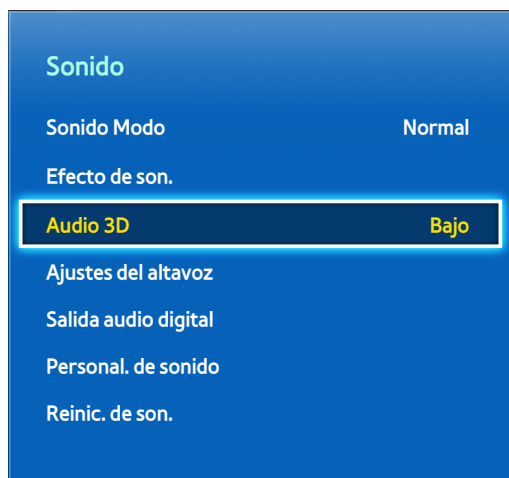 Sonido
Sonido Modo Normal
Efecto de son.
Audio 3D Bajo
Ajustes del altavoz
Salida audio digital
Personal. de sonido
Reinic. de son.